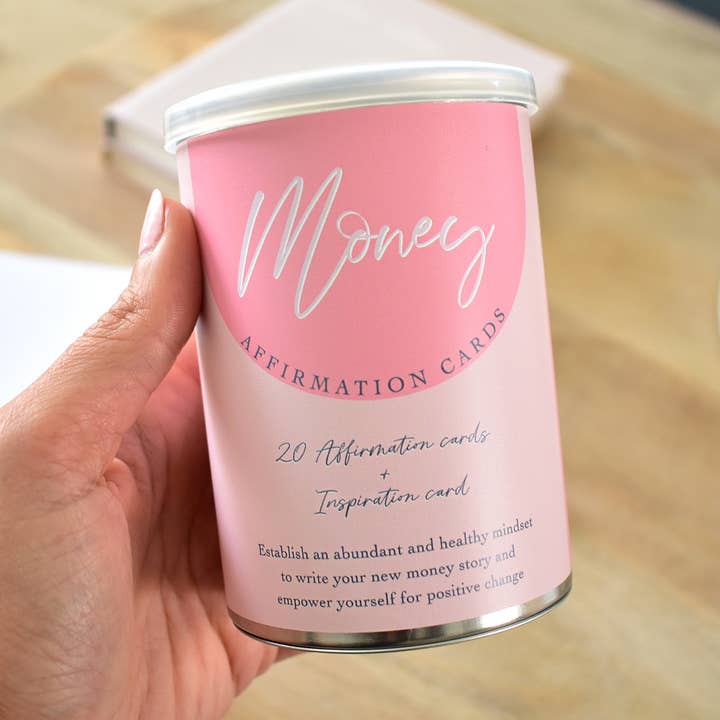 Money
AFFIRMATION CARDS
20 Affirmation cards
+
Inspiration card
Establish an abundant and healthy mindset
to write your new money story and
empower yourself for positive change